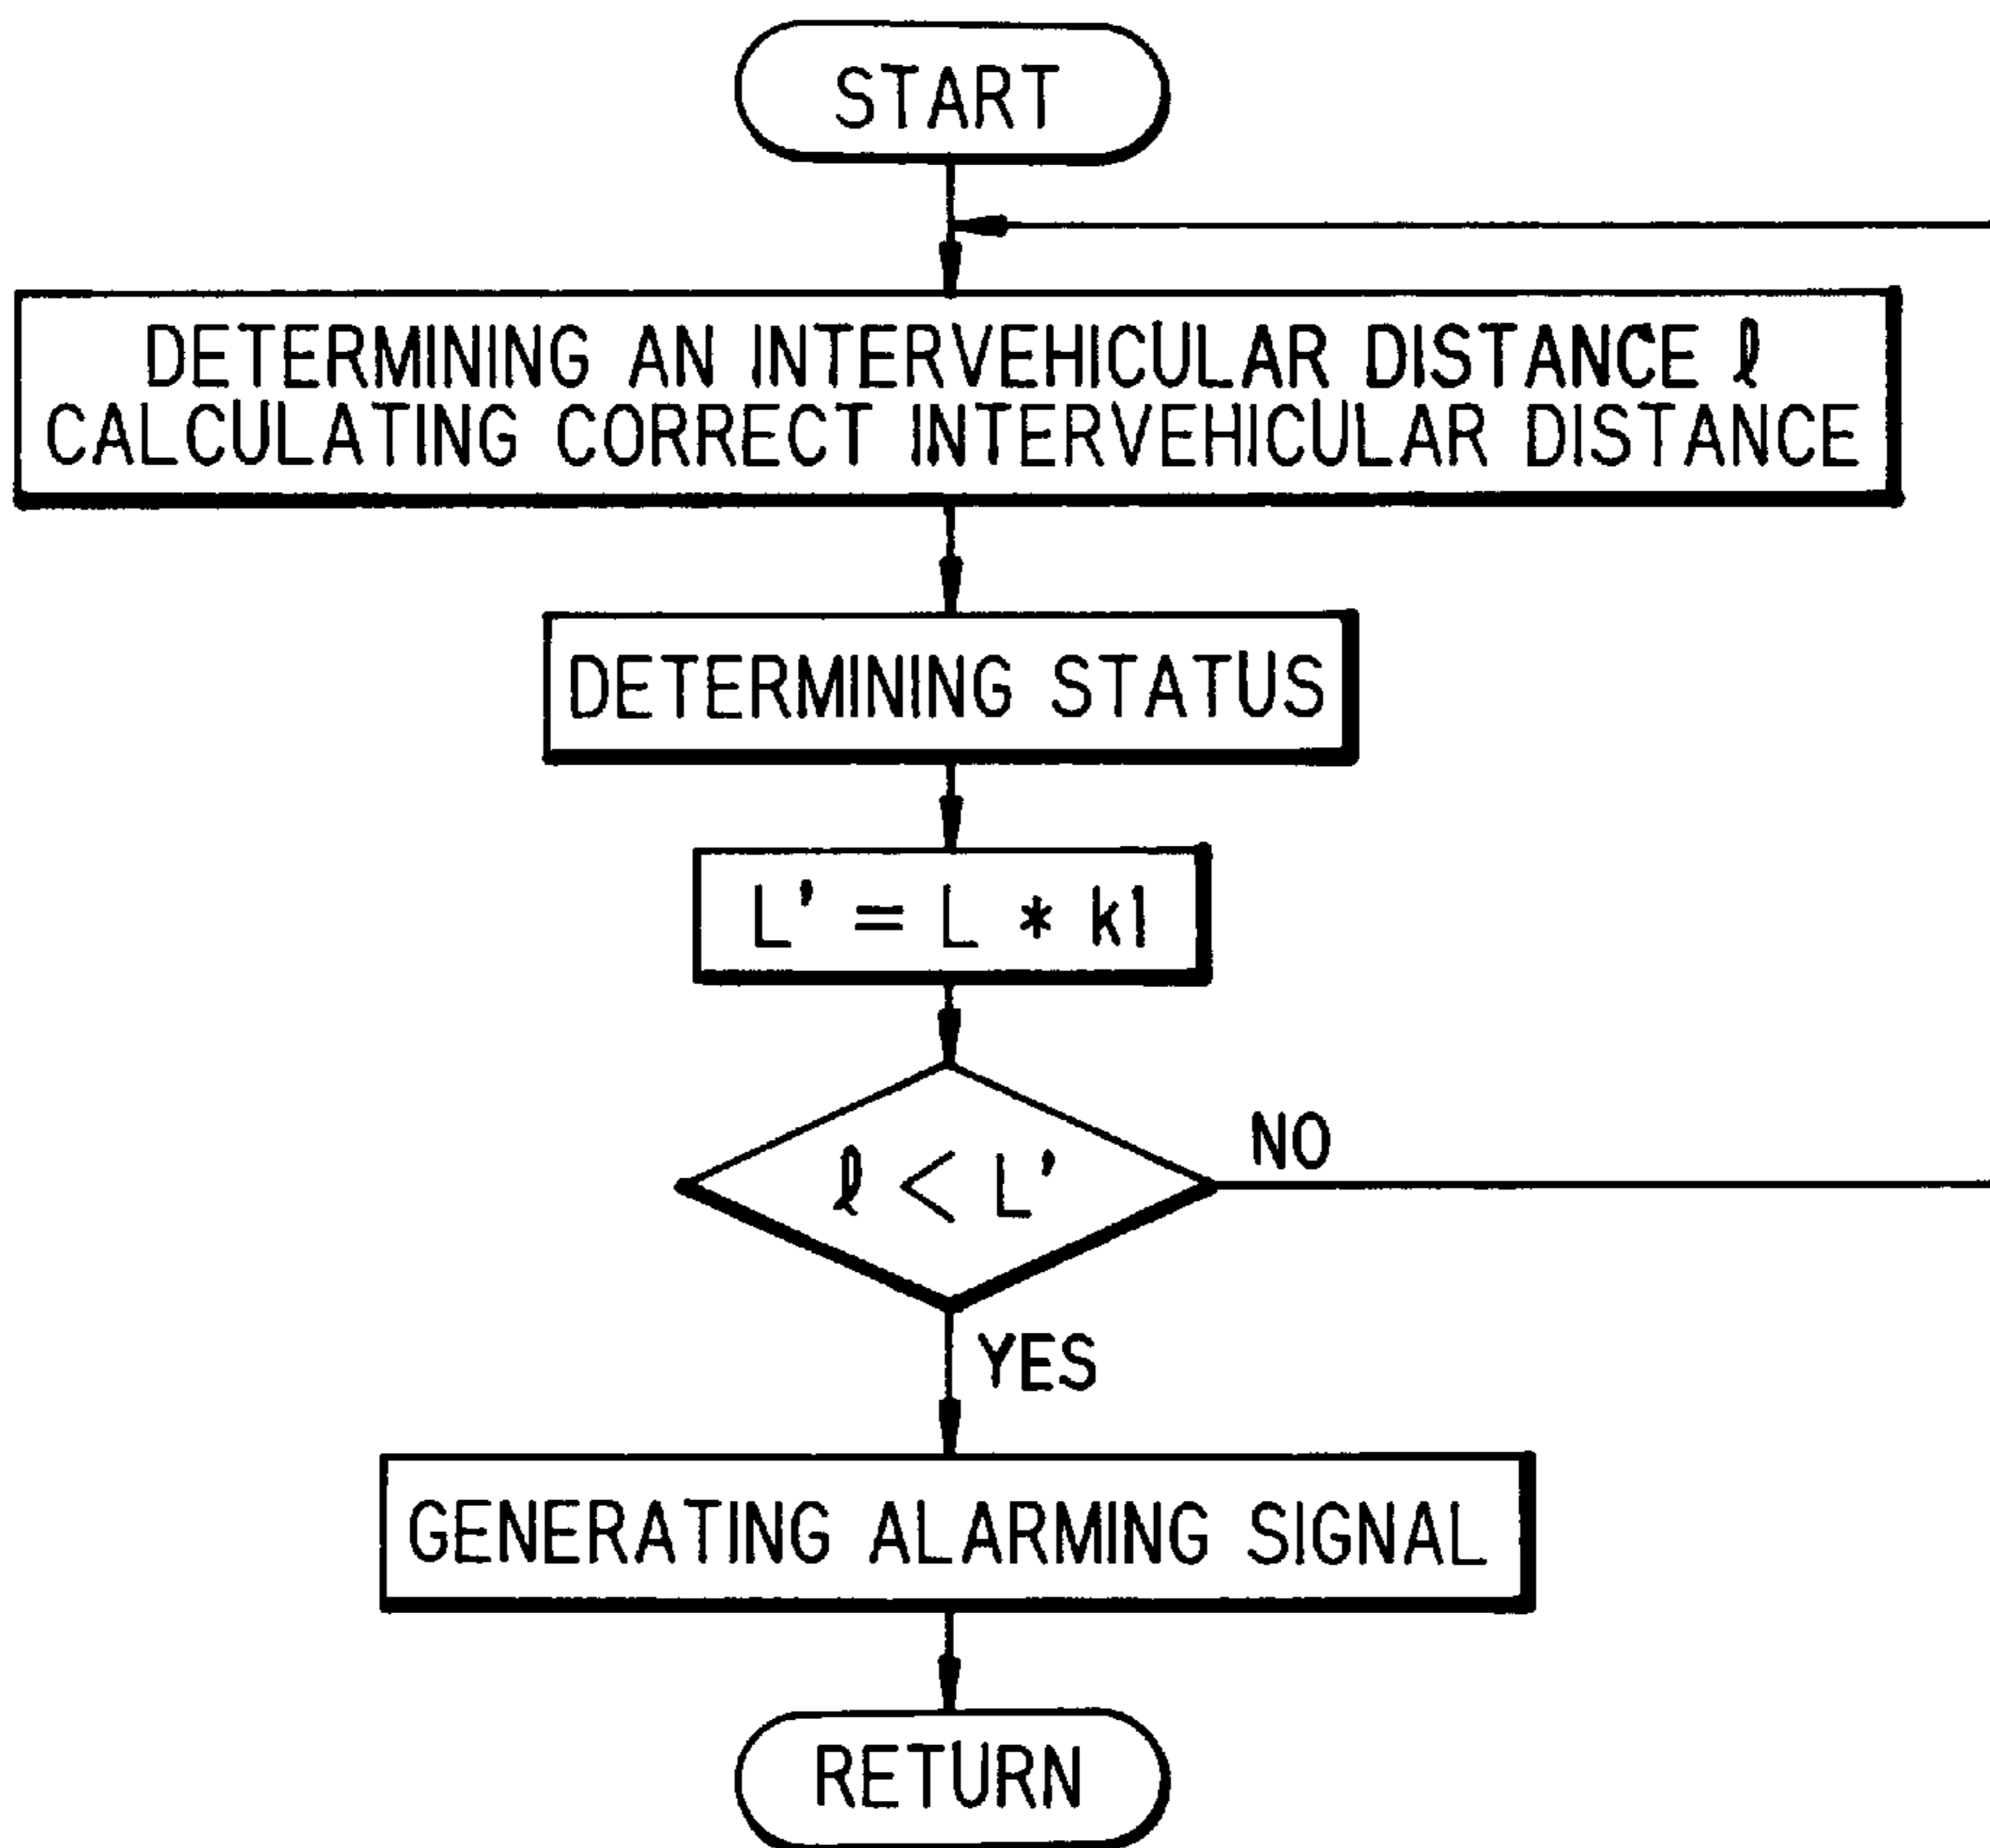 START
DETERMINING AN INTERVEHICULAR DISTANCE ℓ
CALCULATING CORRECT INTERVEHICULAR DISTANCE
DETERMINING STATUS
L' = L * k1
ℓ < L'
NO
YES
GENERATING ALARMING SIGNAL
RETURN